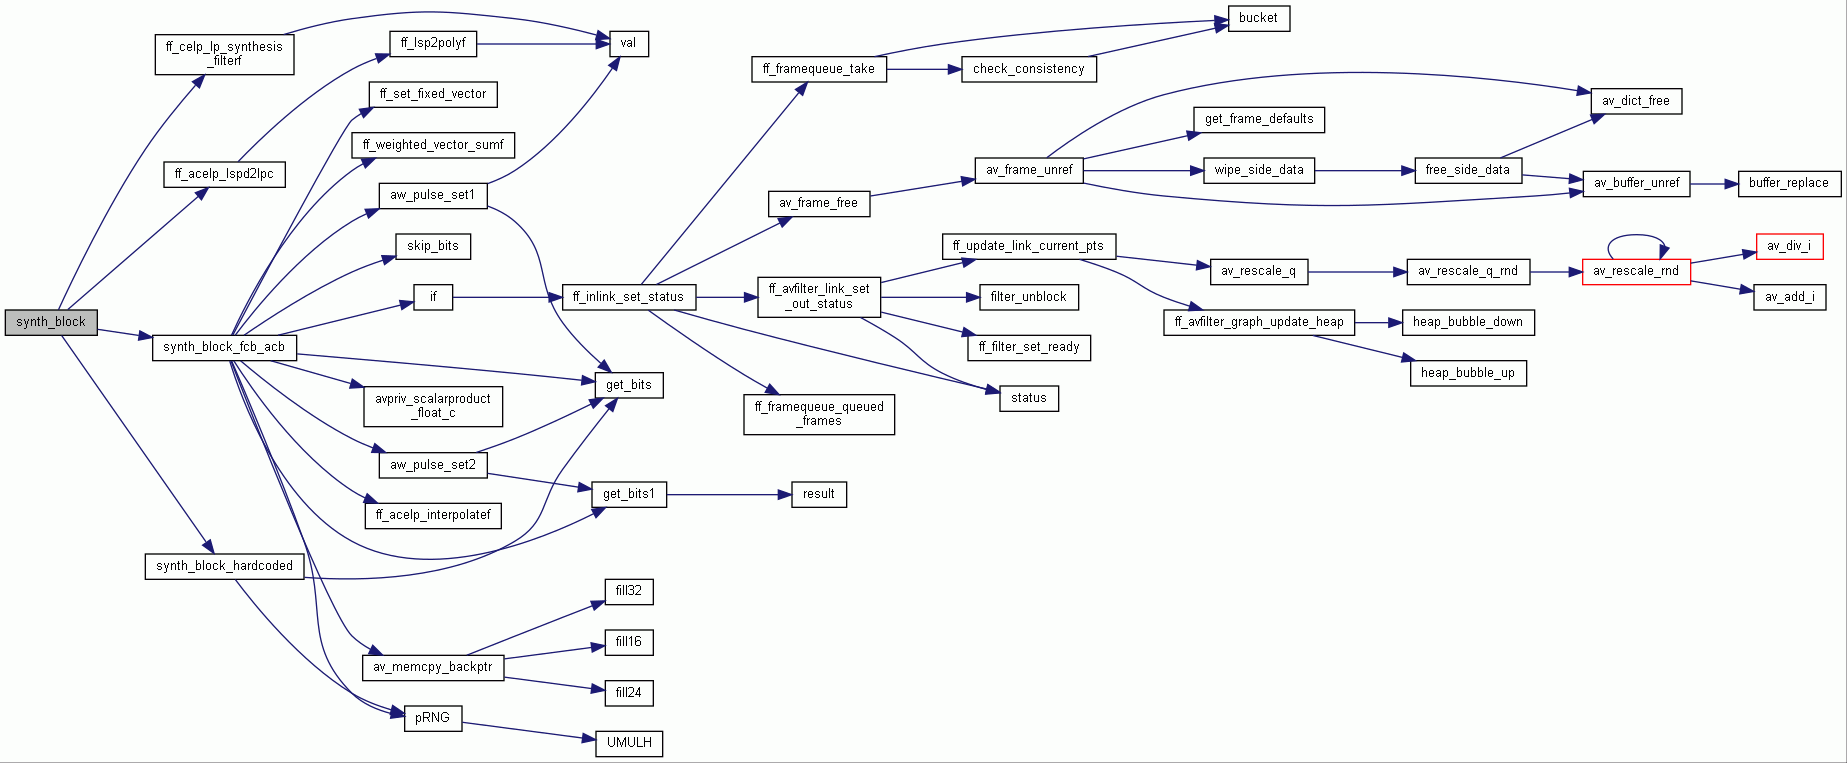 synth_block
ff_celp_lp_synthesis
_filterf
ff_acelp_lspd2lpc
synth_block_fcb_acb
synth_block_hardcoded
ff_lsp2polyf
ff_set_fixed_vector
ff_weighted_vector_sumf
aw_pulse_set1
skip_bits
if
avpriv_scalarproduct
_float_c
aw_pulse_set2
ff_acelp_interpolatef
av_memcpy_backptr
pRNG
val
ff_inlink_set_status
get_bits
get_bits1
fill32
fill16
fill24
UMULH
ff_framequeue_take
av_frame_free
ff_avfilter_link_set
_out_status
ff_framequeue_queued
_frames
result
check_consistency
av_frame_unref
ff_update_link_current_pts
filter_unblock
ff_filter_set_ready
status
bucket
get_frame_defaults
wipe_side_data
av_rescale_q
ff_avfilter_graph_update_heap
free_side_data
av_rescale_q_rnd
heap_bubble_down
heap_bubble_up
av_dict_free
av_buffer_unref
av_rescale_rnd
buffer_replace
av_div_i
av_add_i